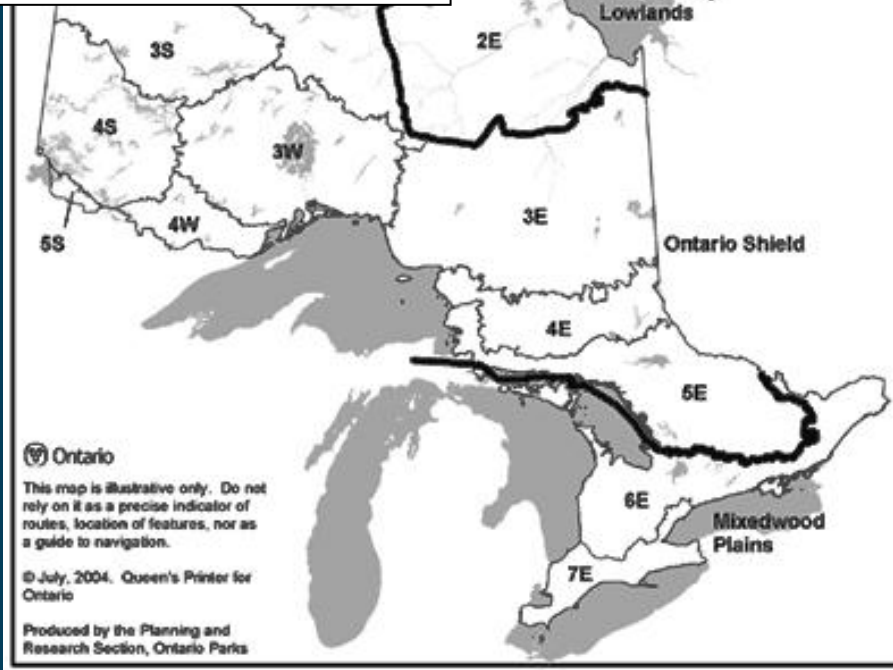 Lowlands
2E
3S
4S
3W
3E
4W
5S
Ontario Shield
4E
5E
Ontario
This map is illustrative only. Do not
rely on it as a precise indicator of
routes, location of features, nor as
a guide to navigation.
© July, 2004. Queen's Printer for
Ontario
Produced by the Planning and
Research Section, Ontario Parks
6E
Mixedwood
Plains
7E